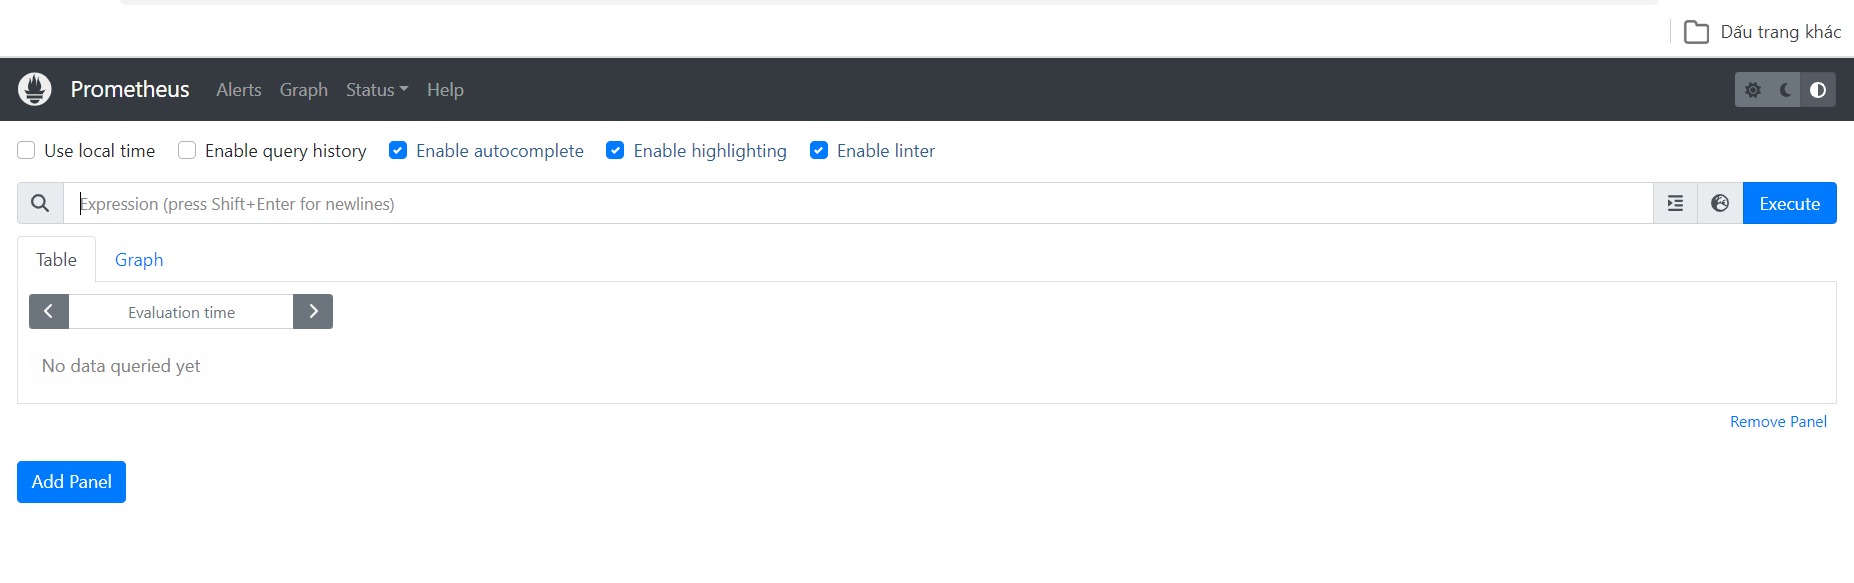 Dấu trang khác
Prometheus Alerts Graph Status Help
Use local time Enable query history Enable autocomplete Enable highlighting Enable linter
Expression (press Shift+Enter for newlines) Execute
Table Graph
Evaluation time
No data queried yet
Remove Panel
Add Panel